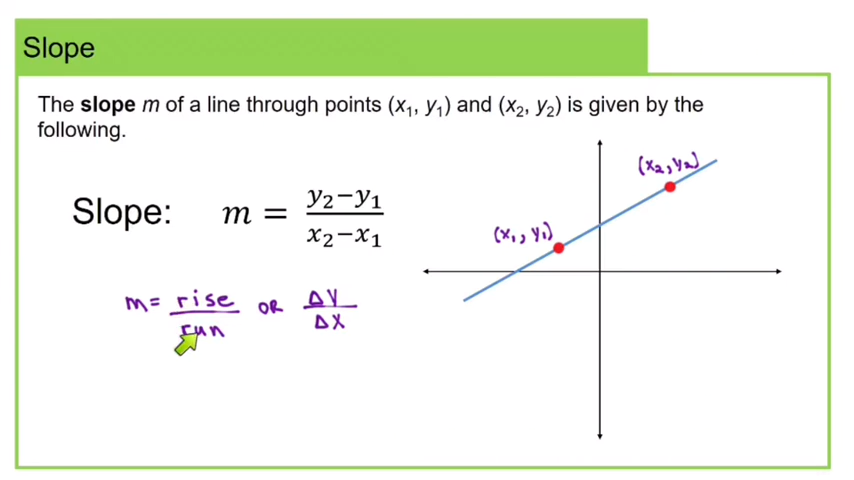 Slope
The slope m of a line through points (x₁, y₁) and (x₂, y₂) is given by the
following.
Slope: m = y₂−y₁ / x₂−x₁
m = rise / run OR ΔY / ΔX
(x₂, y₂)
(x₁, y₁)